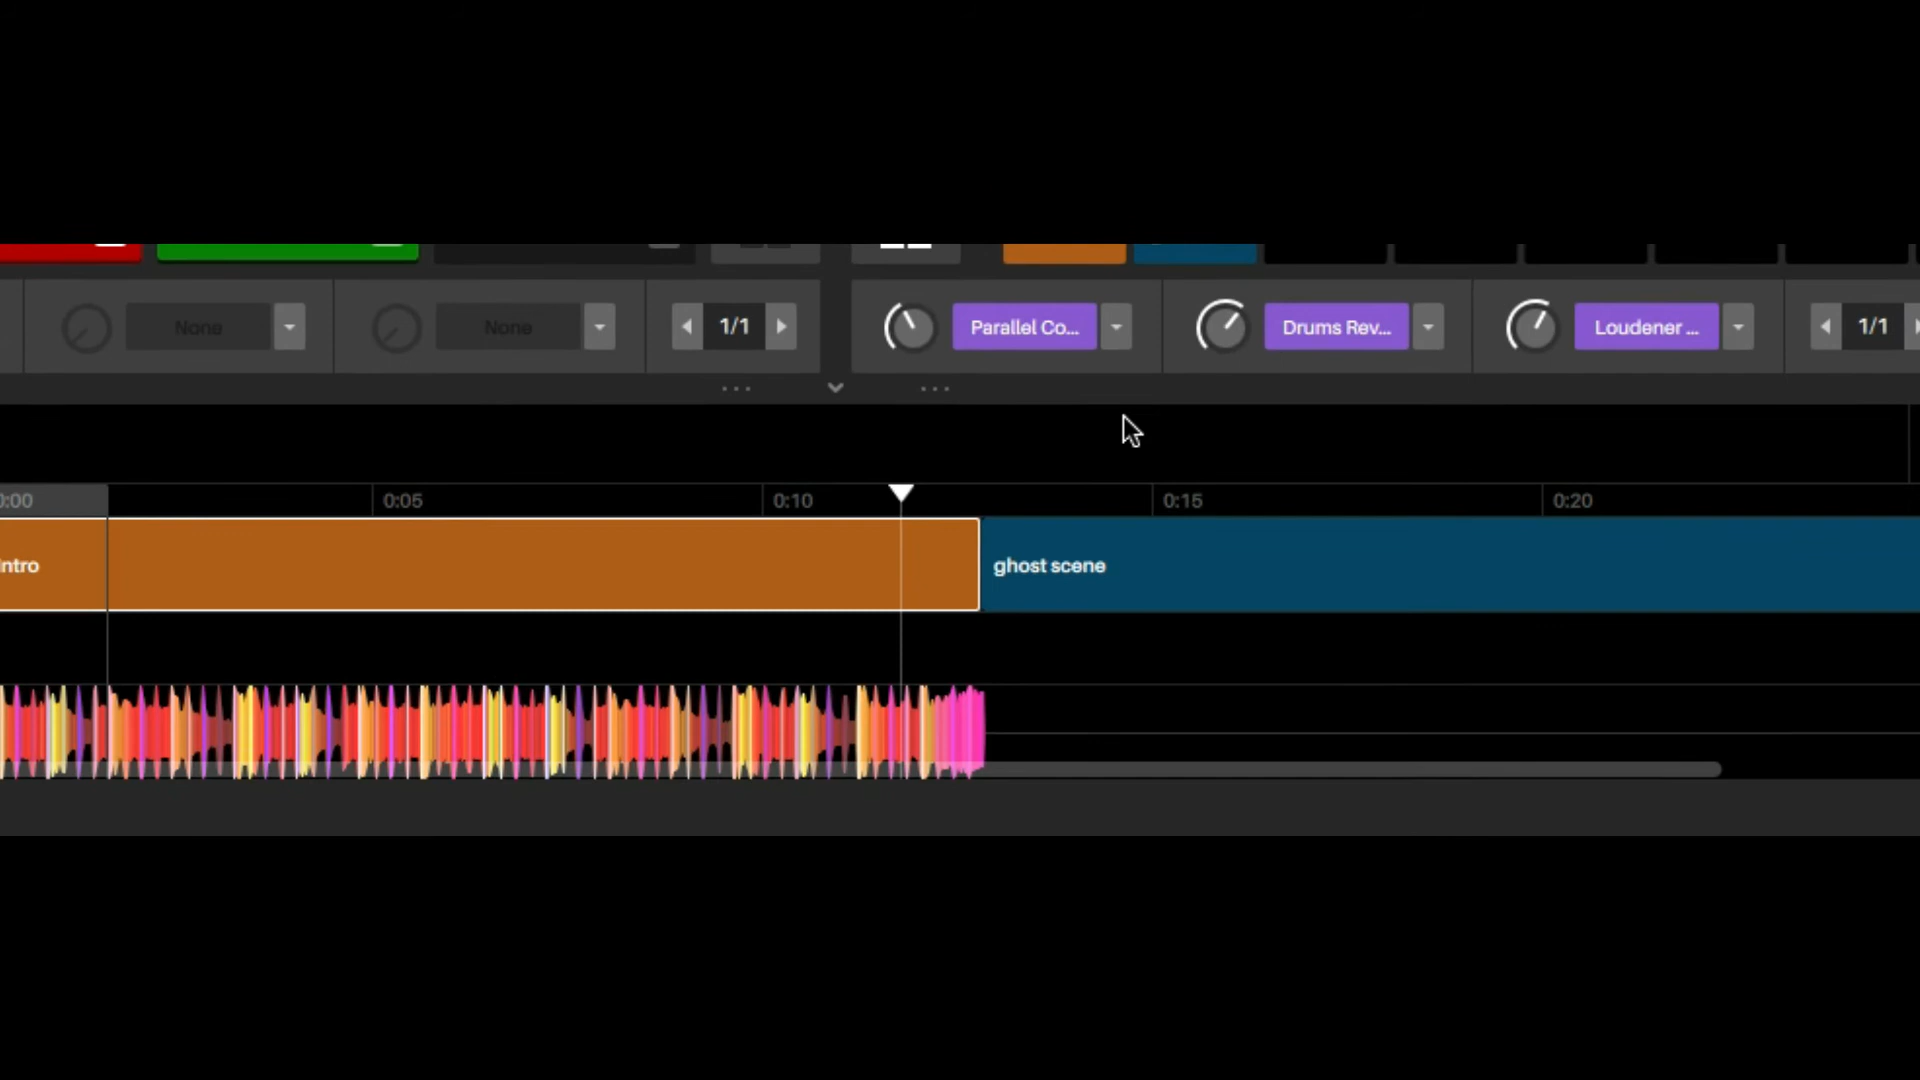 None
None
1/1
Parallel Co...
Drums Rev...
Loudener ...
1/1
0:00
0:05
0:10
0:15
0:20
Intro
ghost scene